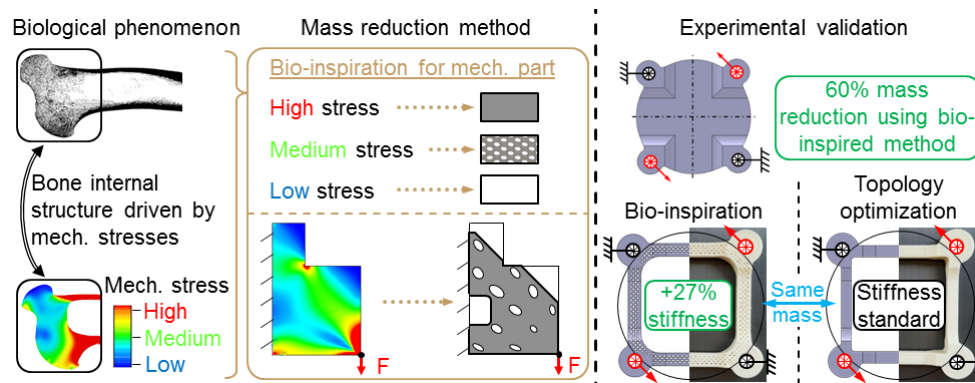 Biological phenomenon
Bone internal
structure driven by
mech. stresses
Mech. stress
High
Medium
Low
Mass reduction method
Bio-inspiration for mech. part
High stress
Medium stress
Low stress
F
F
Experimental validation
60% mass
reduction using bio-
inspired method
Bio-inspiration
Topology
optimization
+27%
stiffness
Same
mass
Stiffness
standard